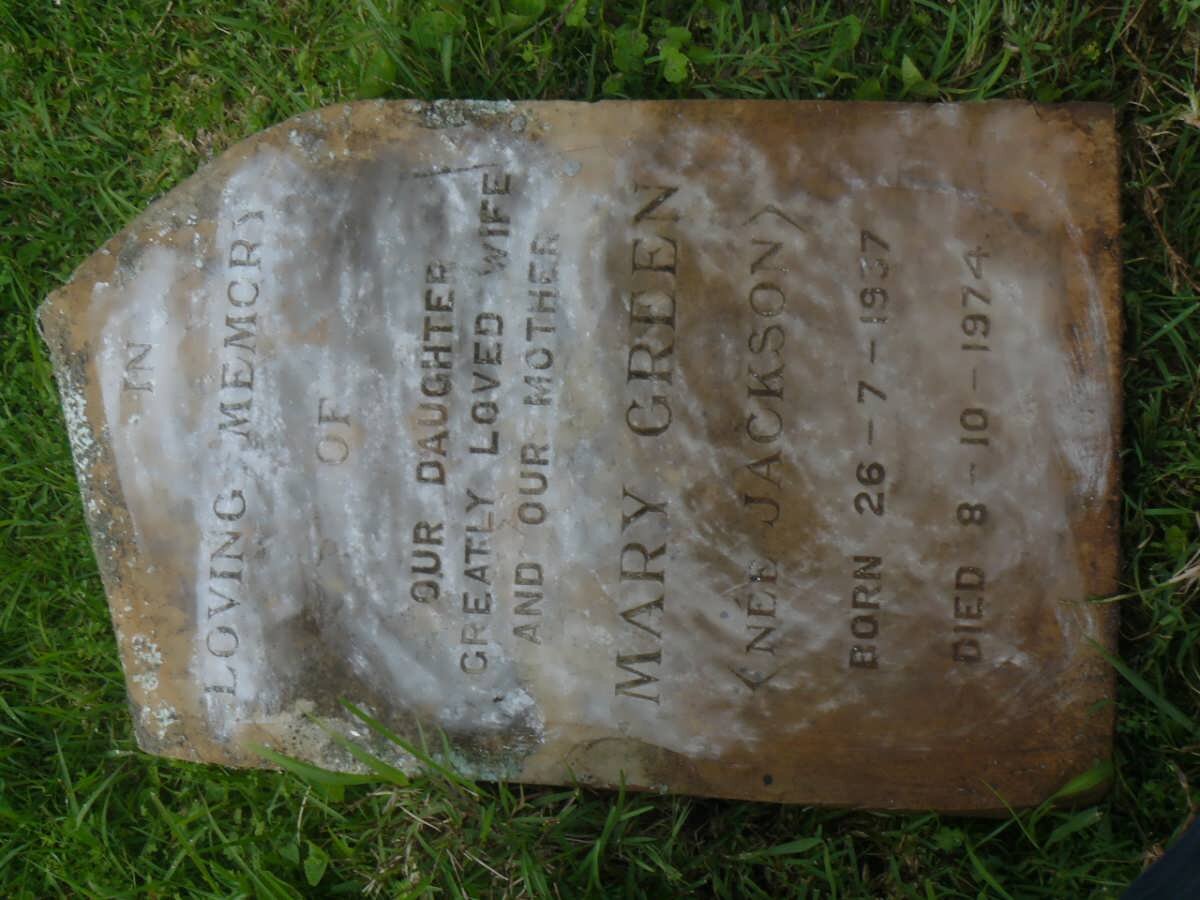 IN
LOVING MEMORY
OF
OUR DAUGHTER
GREATLY LOVED WIFE
AND OUR MOTHER
MARY GREEN
(NÉE JACKSON)
BORN 26-7-1937
DIED 8-10-1974